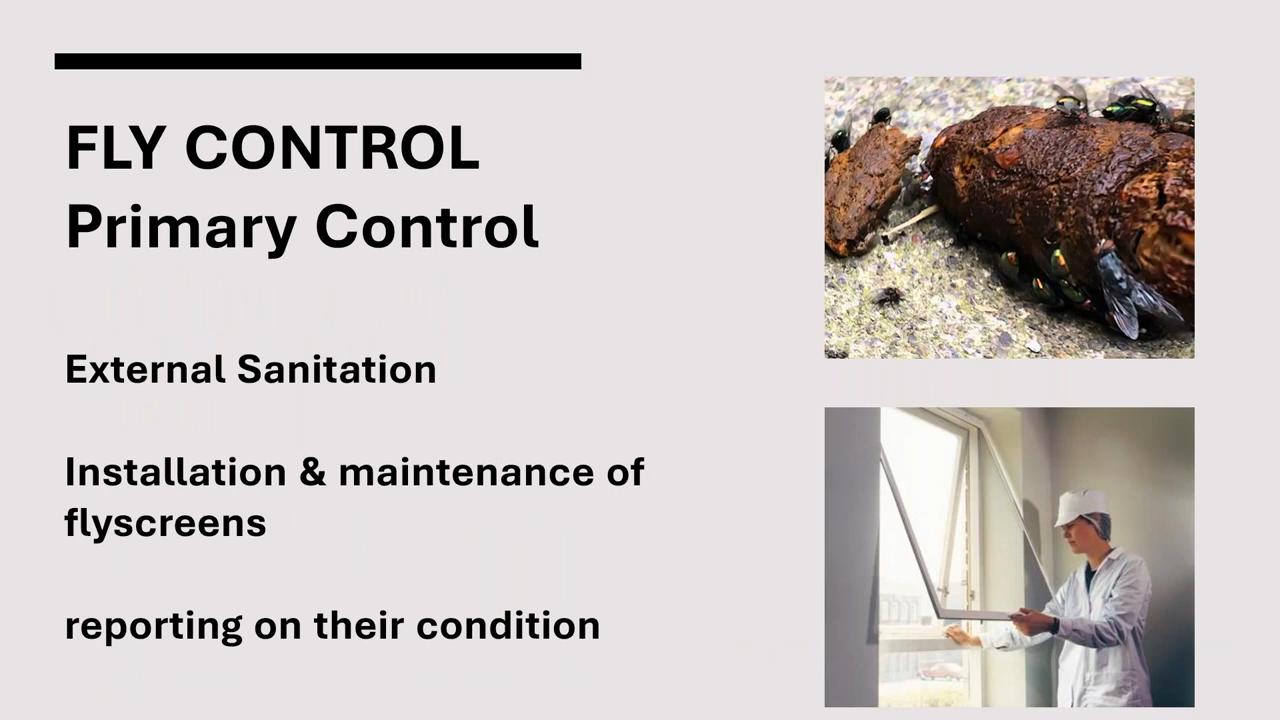 FLY CONTROL
Primary Control
External Sanitation
Installation & maintenance of
flyscreens
reporting on their condition